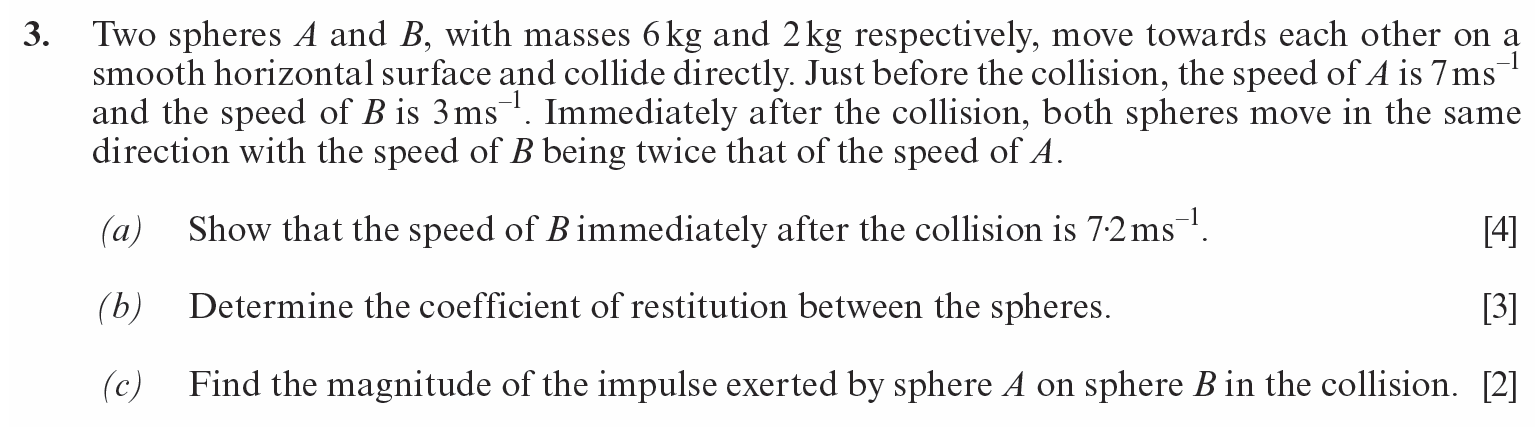 3. Two spheres A and B, with masses 6 kg and 2 kg respectively, move towards each other on a
smooth horizontal surface and collide directly. Just before the collision, the speed of A is 7 ms⁻¹
and the speed of B is 3 ms⁻¹. Immediately after the collision, both spheres move in the same
direction with the speed of B being twice that of the speed of A.
(a) Show that the speed of B immediately after the collision is 7·2 ms⁻¹. [4]
(b) Determine the coefficient of restitution between the spheres. [3]
(c) Find the magnitude of the impulse exerted by sphere A on sphere B in the collision. [2]